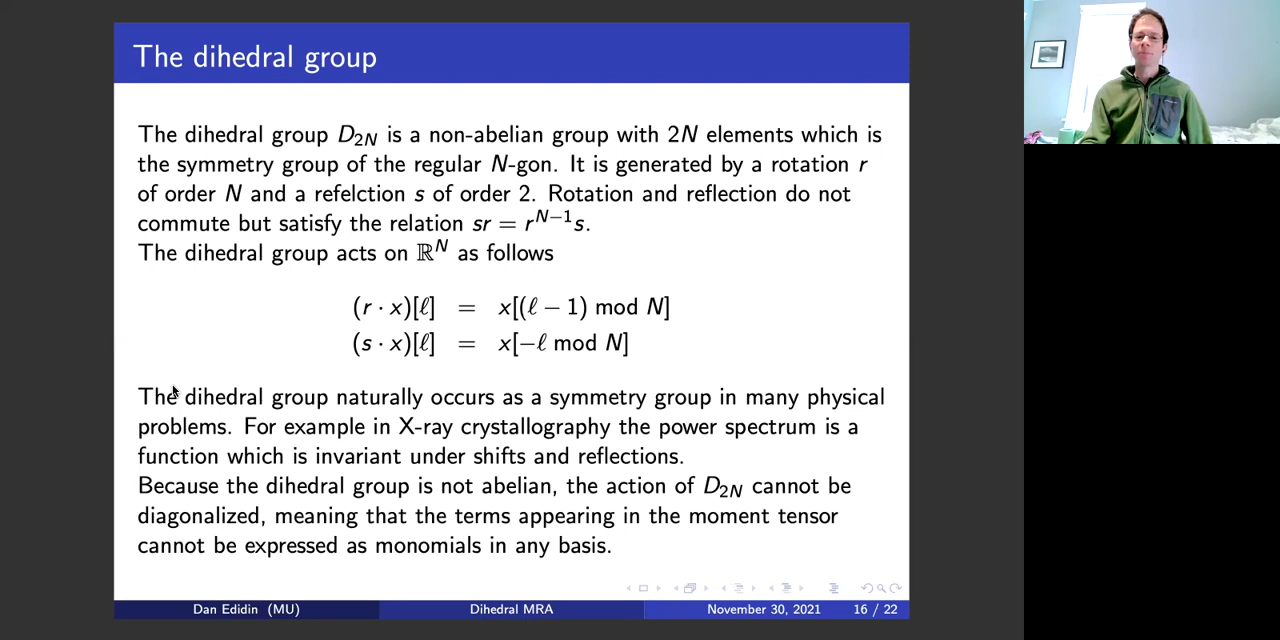 The dihedral group
The dihedral group D_{2N} is a non-abelian group with 2N elements which is
the symmetry group of the regular N-gon. It is generated by a rotation r
of order N and a refelction s of order 2. Rotation and reflection do not
commute but satisfy the relation sr = r^{N−1}s.
The dihedral group acts on ℝ^N as follows
(r · x)[ℓ] = x[(ℓ − 1) mod N]
(s · x)[ℓ] = x[−ℓ mod N]
The dihedral group naturally occurs as a symmetry group in many physical
problems. For example in X-ray crystallography the power spectrum is a
function which is invariant under shifts and reflections.
Because the dihedral group is not abelian, the action of D_{2N} cannot be
diagonalized, meaning that the terms appearing in the moment tensor
cannot be expressed as monomials in any basis.
Dan Edidin (MU) Dihedral MRA November 30, 2021 16 / 22